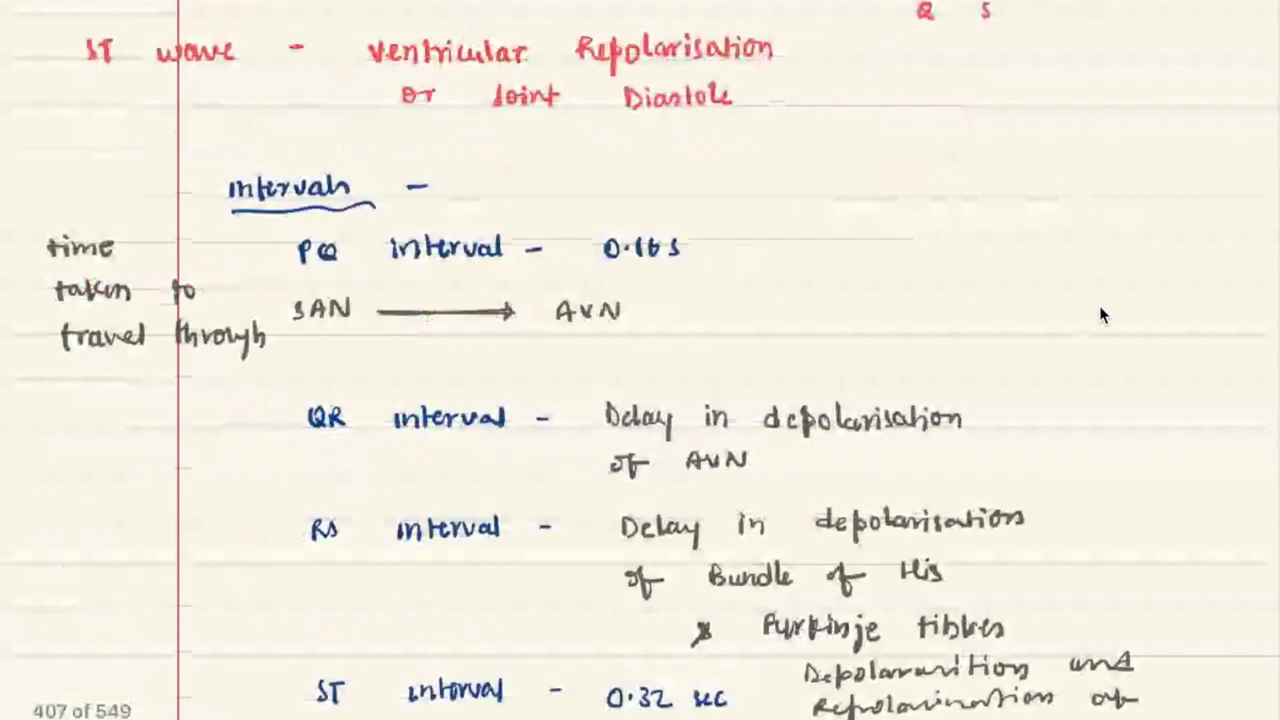 Q S
ST wave - ventricular Repolarisation
or Joint Diastole
Intervals -
PQ interval - 0.16s
time
taken to
travel through
SAN → AVN
QR interval - Delay in depolarisation
of AVN
RS interval - Delay in depolarisation
of Bundle of His
& Purkinje fibres
ST interval - 0.32 sec
Depolarisation and
Repolarisation of
407 of 549